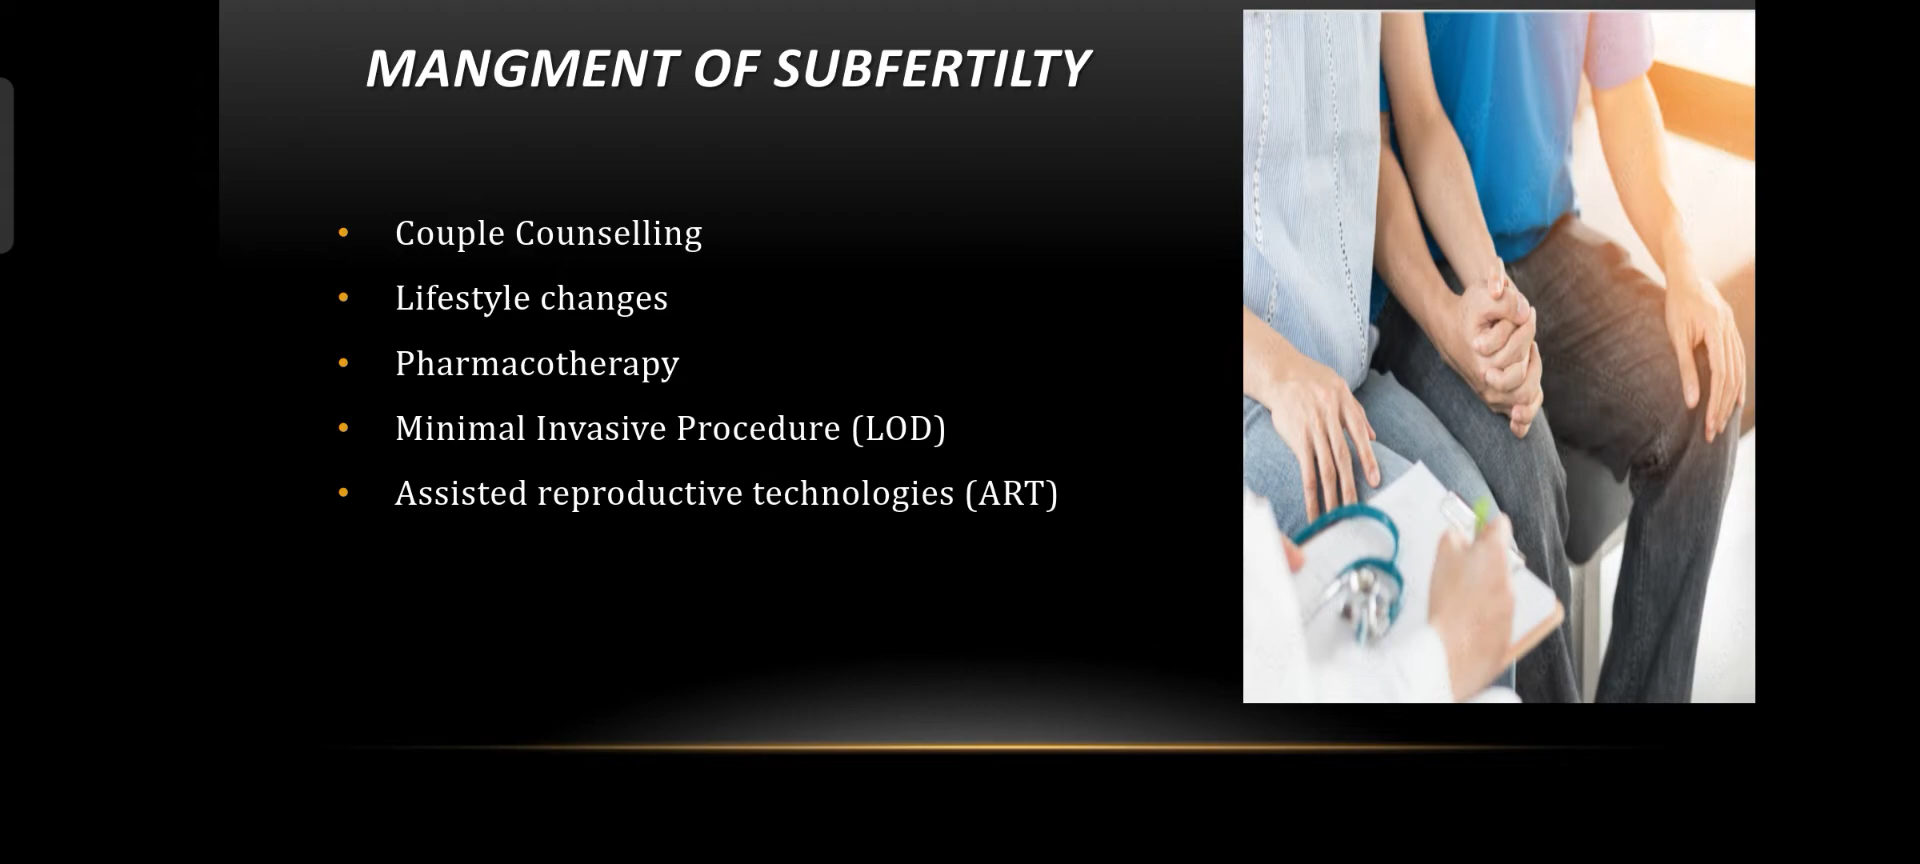 MANGMENT OF SUBFERTILTY
• Couple Counselling
• Lifestyle changes
• Pharmacotherapy
• Minimal Invasive Procedure (LOD)
• Assisted reproductive technologies (ART)